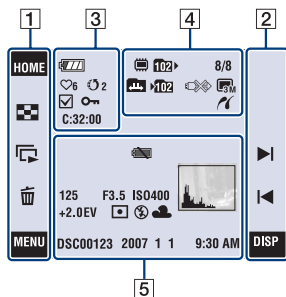 1 3 4 2
HOME
102 8/8
6 2 102 3M
C:32:00
125 F3.5 ISO400
+2.0EV
MENU DSC00123 2007 1 1 9:30 AM DISP
5